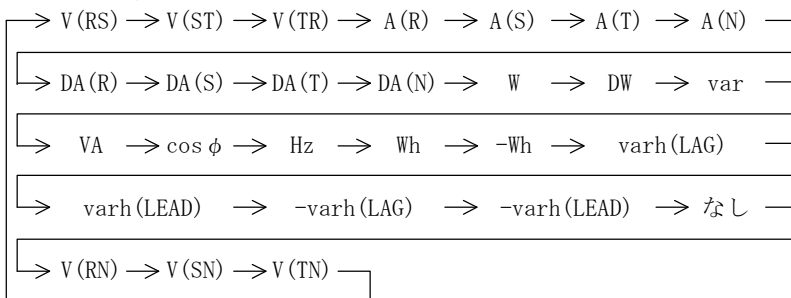 V(RS) → V(ST) → V(TR) → A(R) → A(S) → A(T) → A(N)
DA(R) → DA(S) → DA(T) → DA(N) → W → DW → var
VA → cosφ → Hz → Wh → -Wh → varh(LAG)
varh(LEAD) → -varh(LAG) → -varh(LEAD) → なし
V(RN) → V(SN) → V(TN)